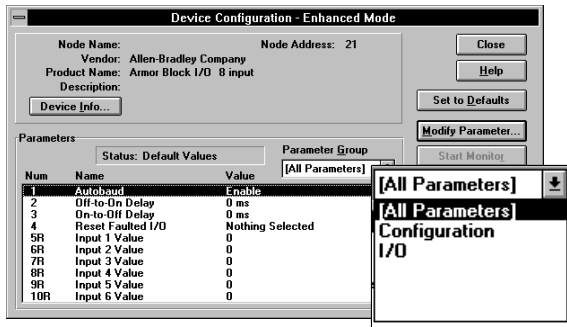 Device Configuration - Enhanced Mode
Node Name: Node Address: 21
Vendor: Allen-Bradley Company
Product Name: Armor Block I/O 8 input
Description:
Device Info...
Close
Help
Set to Defaults
Modify Parameter...
Start Monitor
Parameters
Status: Default Values
Parameter Group
[All Parameters]
Num Name Value
1 Autobaud Enable
2 Off-to-On Delay 0 ms
3 On-to-Off Delay 0 ms
4 Reset Faulted I/O Nothing Selected
5R Input 1 Value 0
6R Input 2 Value 0
7R Input 3 Value 0
8R Input 4 Value 0
9R Input 5 Value 0
10R Input 6 Value 0
[All Parameters]
[All Parameters]
Configuration
I/O